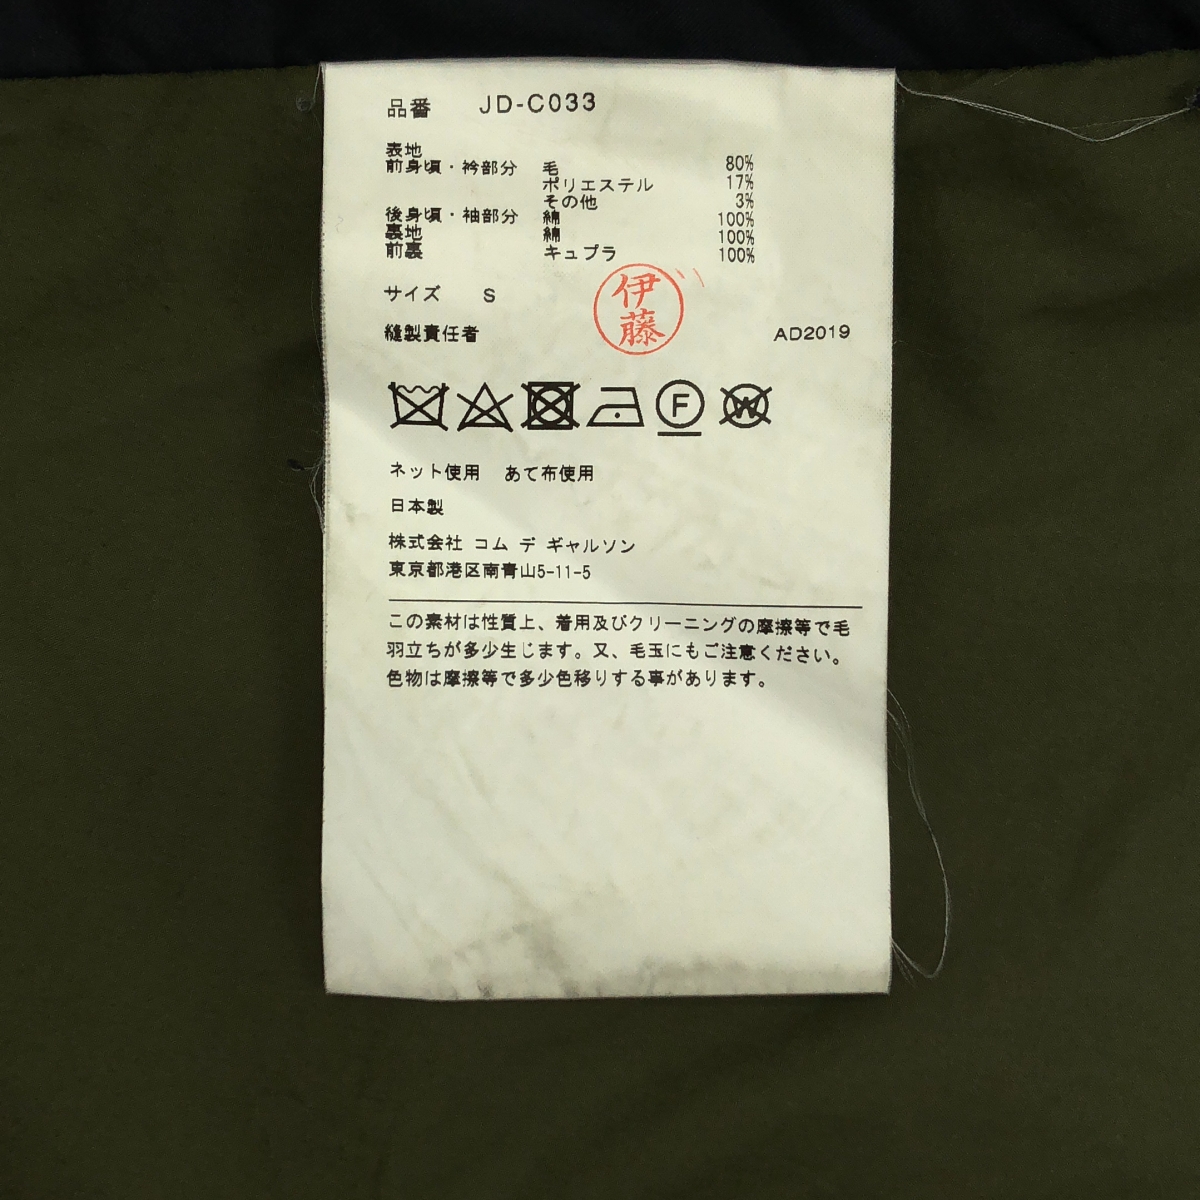 品番 JD-C033
表地
前身頃・衿部分 毛 80%
ポリエステル 17%
その他 3%
後身頃・袖部分 綿 100%
裏地 綿 100%
前裏 キュプラ 100%
サイズ S
伊藤
縫製責任者 AD2019
F W
ネット使用 あて布使用
日本製
株式会社 コム デ ギャルソン
東京都港区南青山5-11-5
この素材は性質上、着用及びクリーニングの摩擦等で毛
羽立ちが多少生じます。又、毛玉にもご注意ください。
色物は摩擦等で多少色移りする事があります。